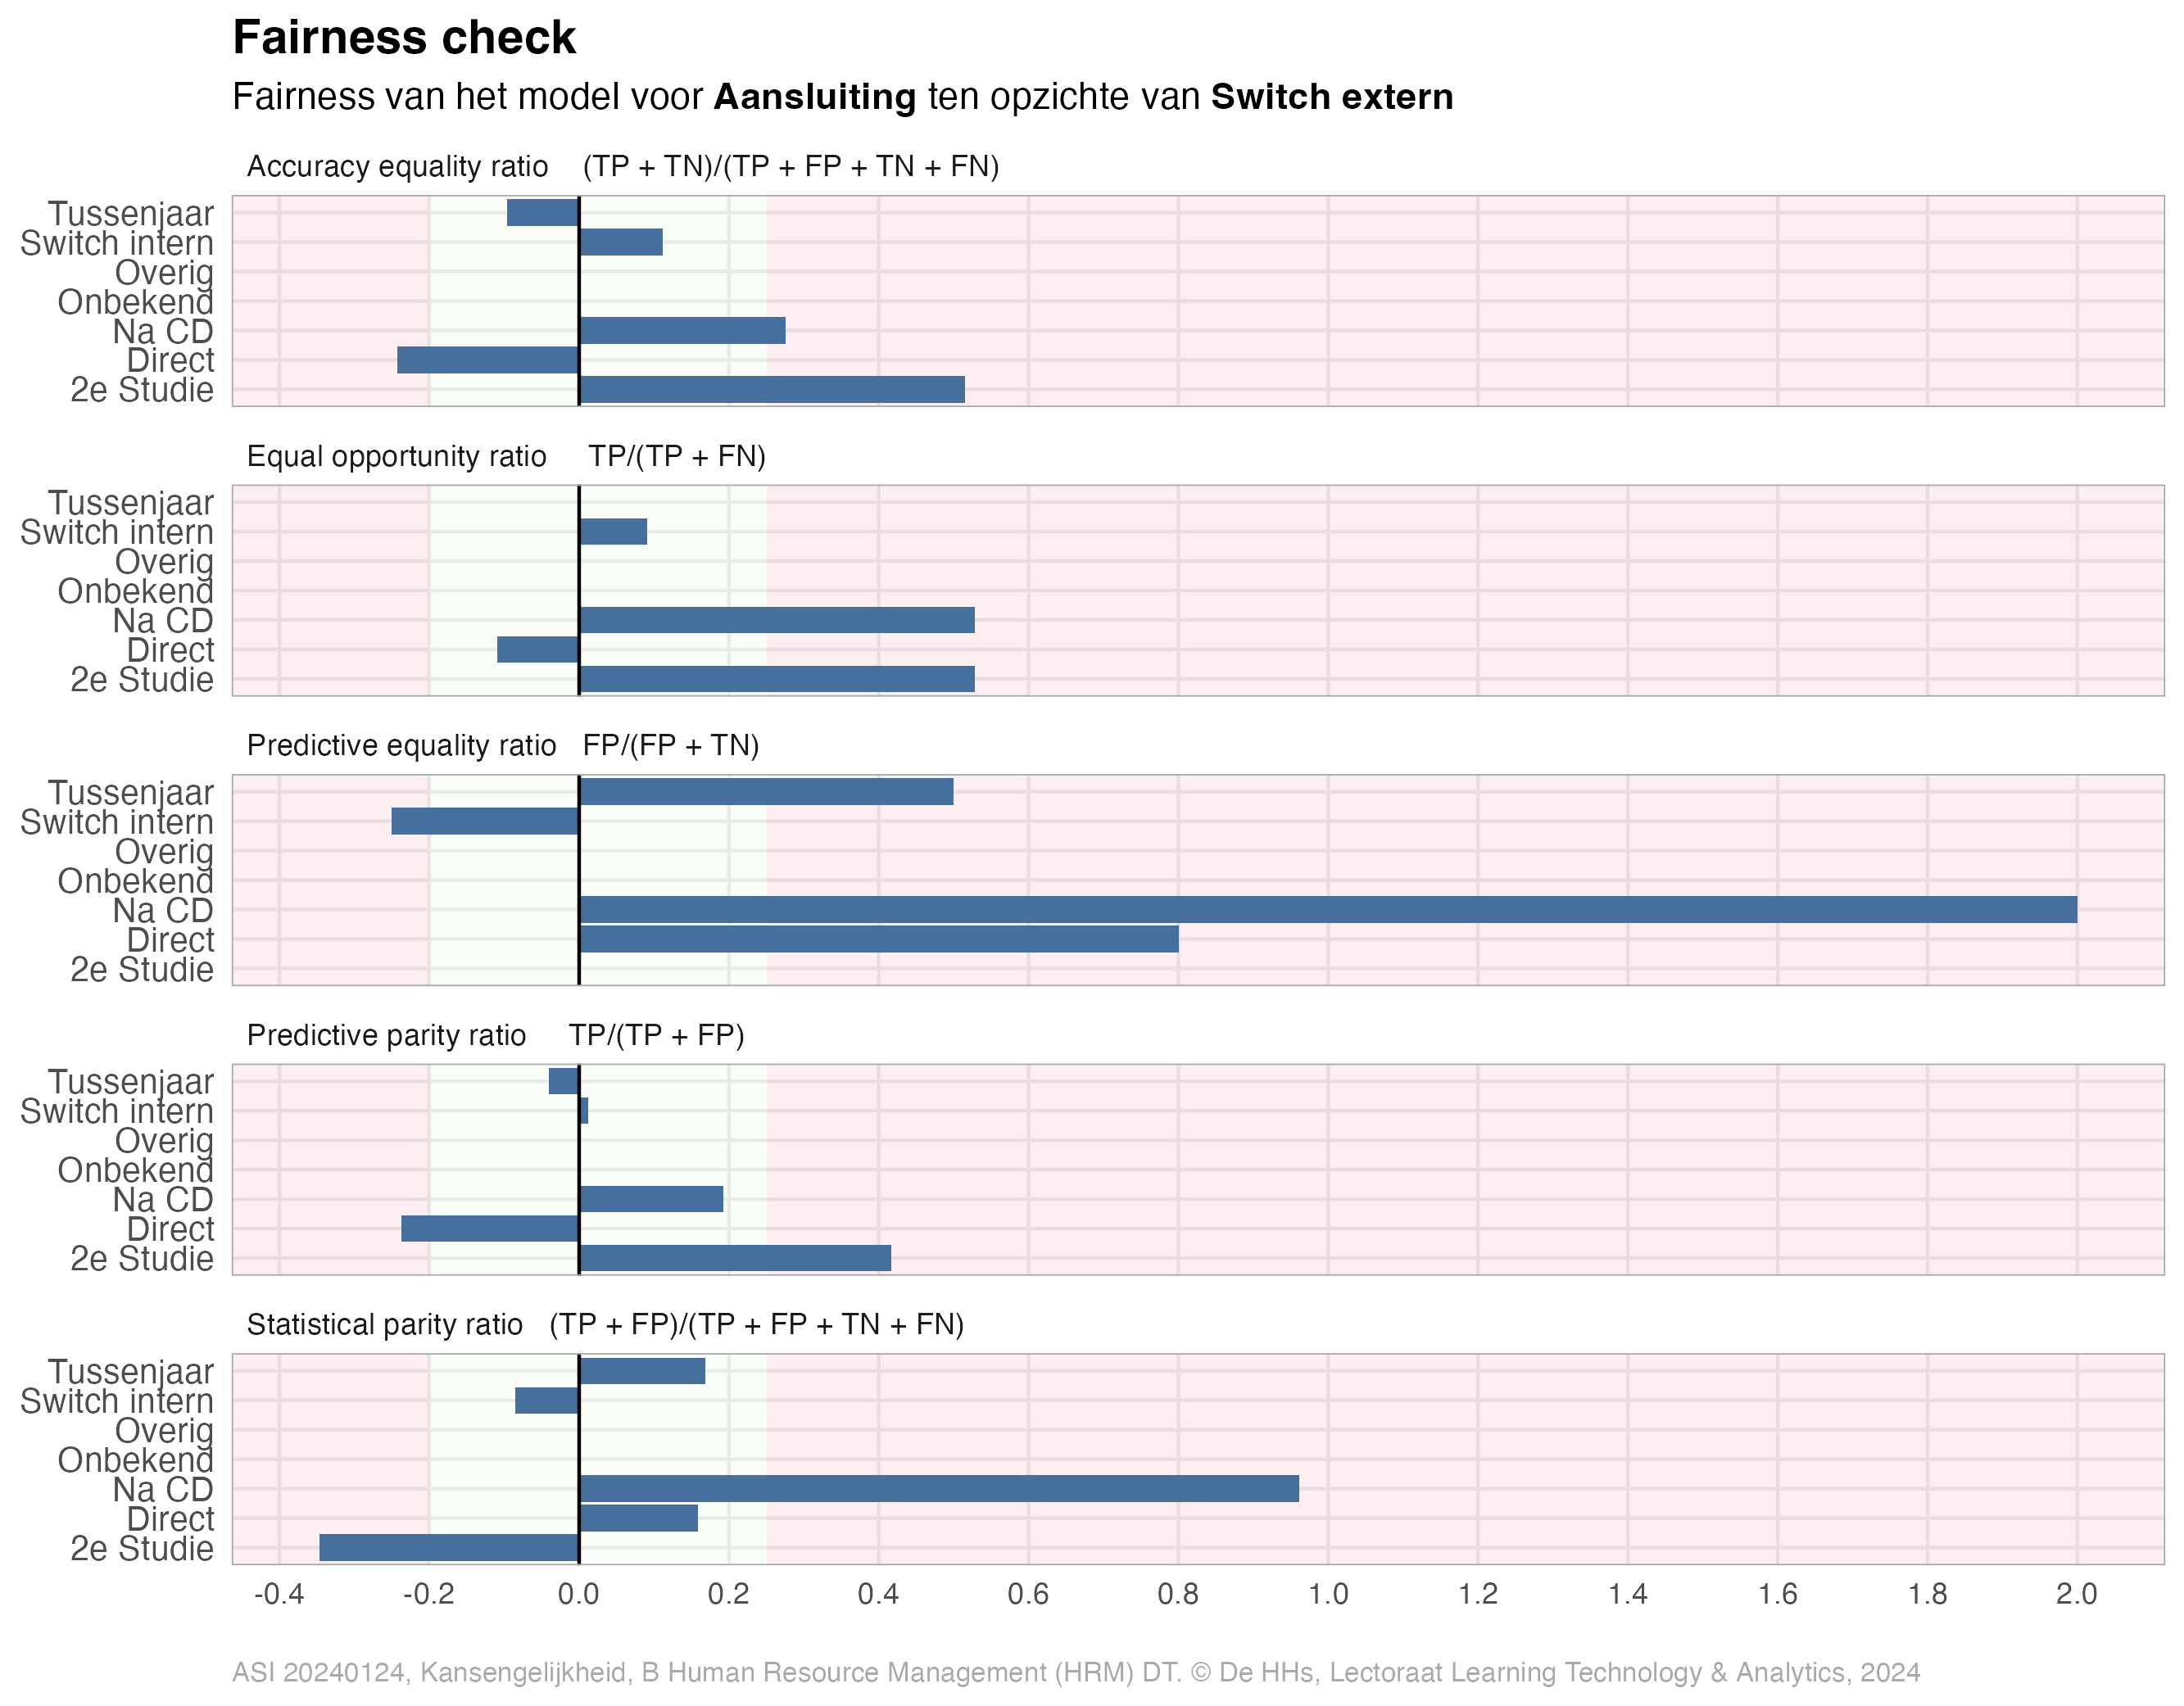 Fairness check
Fairness van het model voor Aansluiting ten opzichte van Switch extern
Accuracy equality ratio (TP + TN)/(TP + FP + TN + FN)
Tussenjaar
Switch intern
Overig
Onbekend
Na CD
Direct
2e Studie
Equal opportunity ratio TP/(TP + FN)
Tussenjaar
Switch intern
Overig
Onbekend
Na CD
Direct
2e Studie
Predictive equality ratio FP/(FP + TN)
Tussenjaar
Switch intern
Overig
Onbekend
Na CD
Direct
2e Studie
Predictive parity ratio TP/(TP + FP)
Tussenjaar
Switch intern
Overig
Onbekend
Na CD
Direct
2e Studie
Statistical parity ratio (TP + FP)/(TP + FP + TN + FN)
Tussenjaar
Switch intern
Overig
Onbekend
Na CD
Direct
2e Studie
-0.4 -0.2 0.0 0.2 0.4 0.6 0.8 1.0 1.2 1.4 1.6 1.8 2.0
ASI 20240124, Kansengelijkheid, B Human Resource Management (HRM) DT. © De HHs, Lectoraat Learning Technology & Analytics, 2024